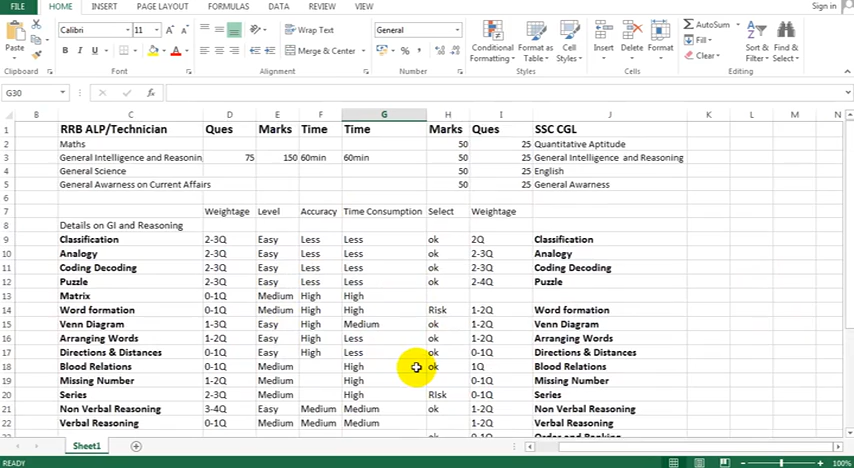 FILE HOME INSERT PAGE LAYOUT FORMULAS DATA REVIEW VIEW Sign in
Calibri 11 A A Wrap Text General AutoSum
Paste B I U A Merge & Center % , Conditional Formatting Format as Table Cell Styles Insert Delete Format Fill Clear Sort & Filter Find & Select
Clipboard Font Alignment Number Styles Cells Editing
G30 fx
B C D E F G H I J K L M N
1 RRB ALP/Technician Ques Marks Time Time Marks Ques SSC CGL
2 Maths 50 25 Quantitative Aptitude
3 General Intelligence and Reasonin 75 150 60min 60min 50 25 General Intelligence and Reasoning
4 General Science 50 25 English
5 General Awarness on Current Affairs 50 25 General Awarness
6
7 Weightage Level Accuracy Time Consumption Select Weightage
8 Details on GI and Reasoning
9 Classification 2-3Q Easy Less Less ok 2Q Classification
10 Analogy 2-3Q Easy Less Less ok 2-3Q Analogy
11 Coding Decoding 2-3Q Easy Less Less ok 2-3Q Coding Decoding
12 Puzzle 2-3Q Easy Less Less ok 2-4Q Puzzle
13 Matrix 0-1Q Medium High High
14 Word formation 0-1Q Medium High High RIsk 1-2Q Word formation
15 Venn Diagram 1-3Q Easy High Medium ok 1-2Q Venn Diagram
16 Arranging Words 0-1Q Easy High Less ok 1-2Q Arranging Words
17 Directions & Distances 0-1Q Easy High Less ok 0-1Q Directions & Distances
18 Blood Relations 0-1Q Medium High ok 1Q Blood Relations
19 Missing Number 1-2Q Medium High 0-1Q Missing Number
20 Series 2-3Q Medium High RIsk 0-1Q Series
21 Non Verbal Reasoning 3-4Q Easy Medium Medium ok 1-2Q Non Verbal Reasoning
22 Verbal Reasoning 0-1Q Medium Medium Medium 1-2Q Verbal Reasoning
ok 0-1Q Order and Ranking
Sheet1
READY 100%